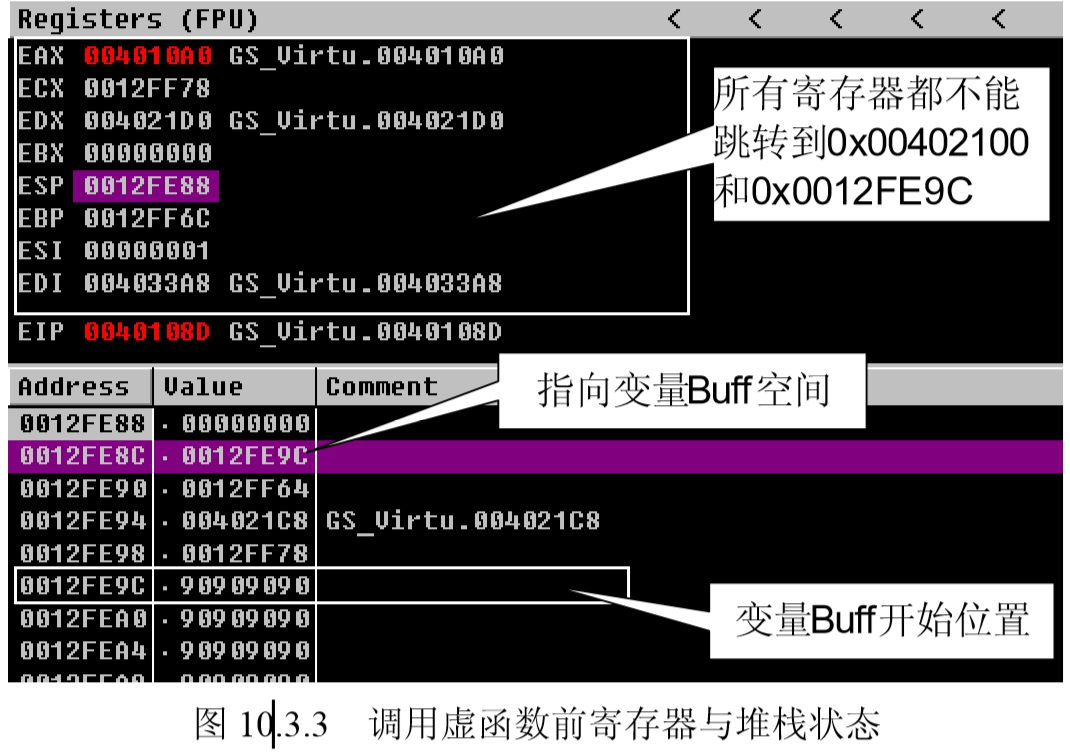 Registers (FPU) < < < < <
EAX 004010A0 GS_Virtu.004010A0
ECX 0012FF78
EDX 004021D0 GS_Virtu.004021D0
EBX 00000000
ESP 0012FE88
EBP 0012FF6C
ESI 00000001
EDI 004033A8 GS_Virtu.004033A8
EIP 0040108D GS_Virtu.0040108D
所有寄存器都不能
跳转到0x00402100
和0x0012FE9C
Address Value Comment
指向变量Buff空间
0012FE88 · 00000000
0012FE8C · 0012FE9C
0012FE90 · 0012FF64
0012FE94 · 004021C8 GS_Virtu.004021C8
0012FE98 · 0012FF78
0012FE9C · 90909090
0012FEA0 · 90909090
0012FEA4 · 90909090
变量Buff开始位置
图 10.3.3 调用虚函数前寄存器与堆栈状态